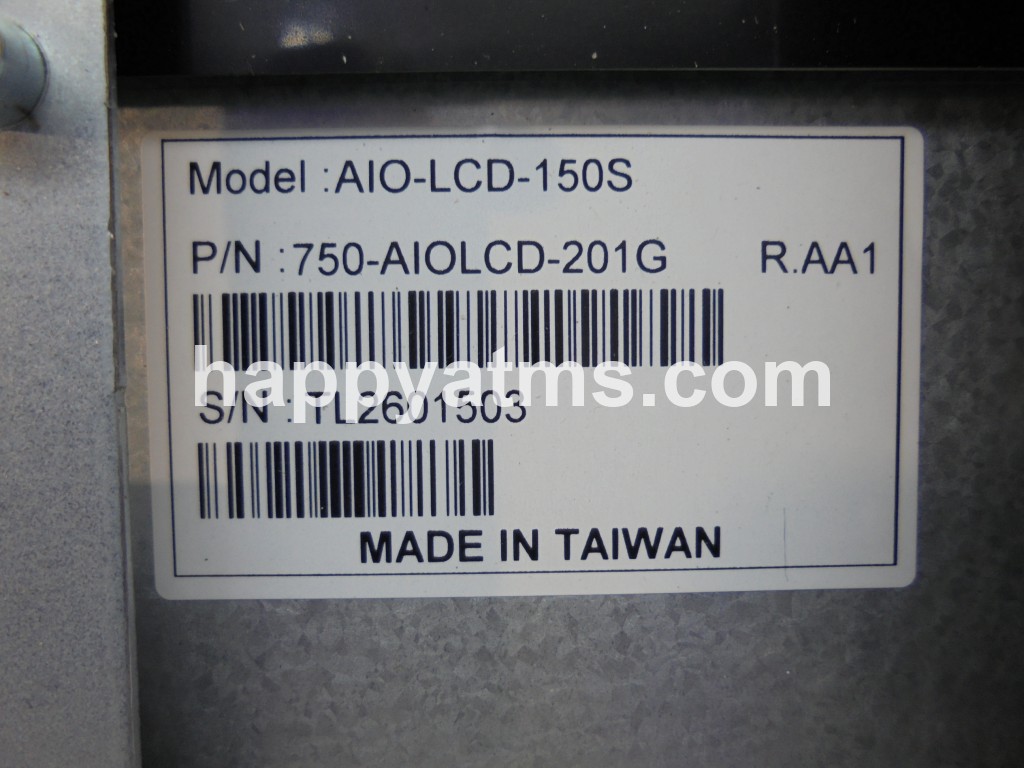 Model :AIO-LCD-150S
P/N :750-AIOLCD-201G R.AA1
happyatms.com
S/N : TL2601503
MADE IN TAIWAN